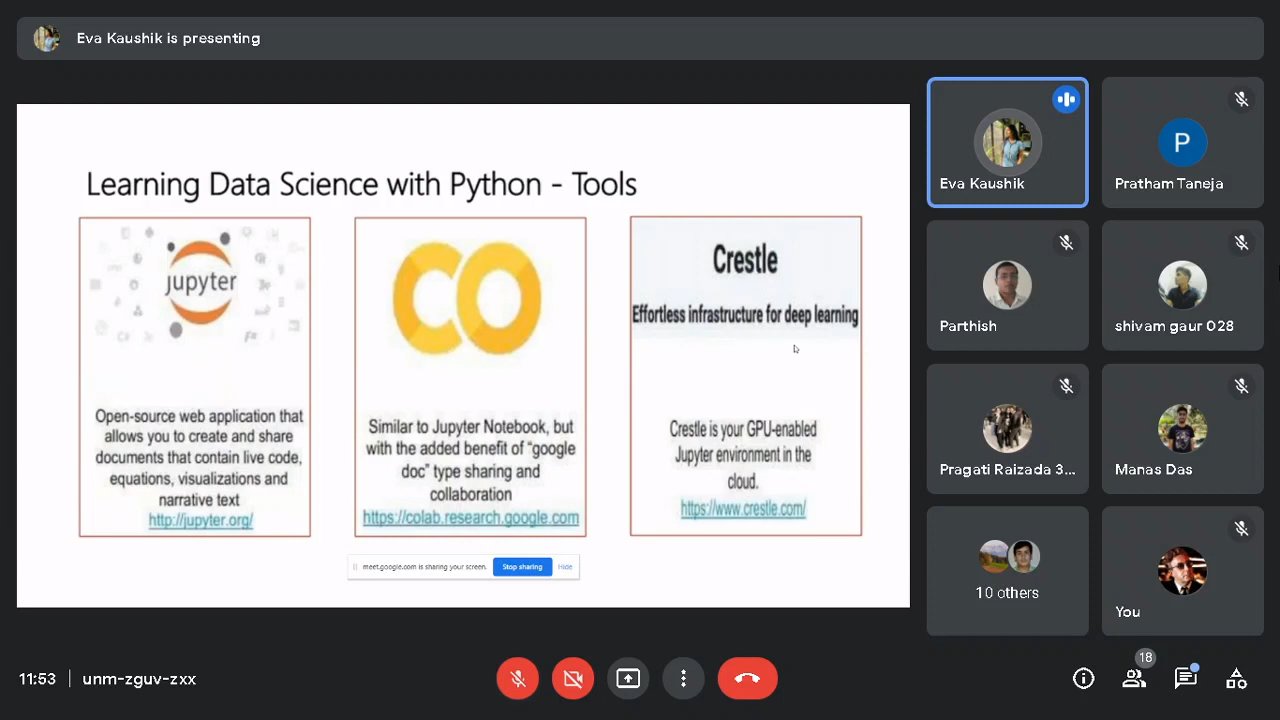 Eva Kaushik is presenting
Learning Data Science with Python - Tools
jupyter
Open-source web application that
allows you to create and share
documents that contain live code,
equations, visualizations and
narrative text
http://jupyter.org/
CO
Similar to Jupyter Notebook, but
with the added benefit of “google
doc” type sharing and
collaboration
https://colab.research.google.com
Crestle
Effortless infrastructure for deep learning
Crestle is your GPU-enabled
Jupyter environment in the
cloud.
https://www.crestle.com/
meet.google.com is sharing your screen.
Stop sharing
Hide
Eva Kaushik
P
Pratham Taneja
Parthish
shivam gaur 028
Pragati Raizada 3...
Manas Das
10 others
You
11:53
unm-zguv-zxx
18